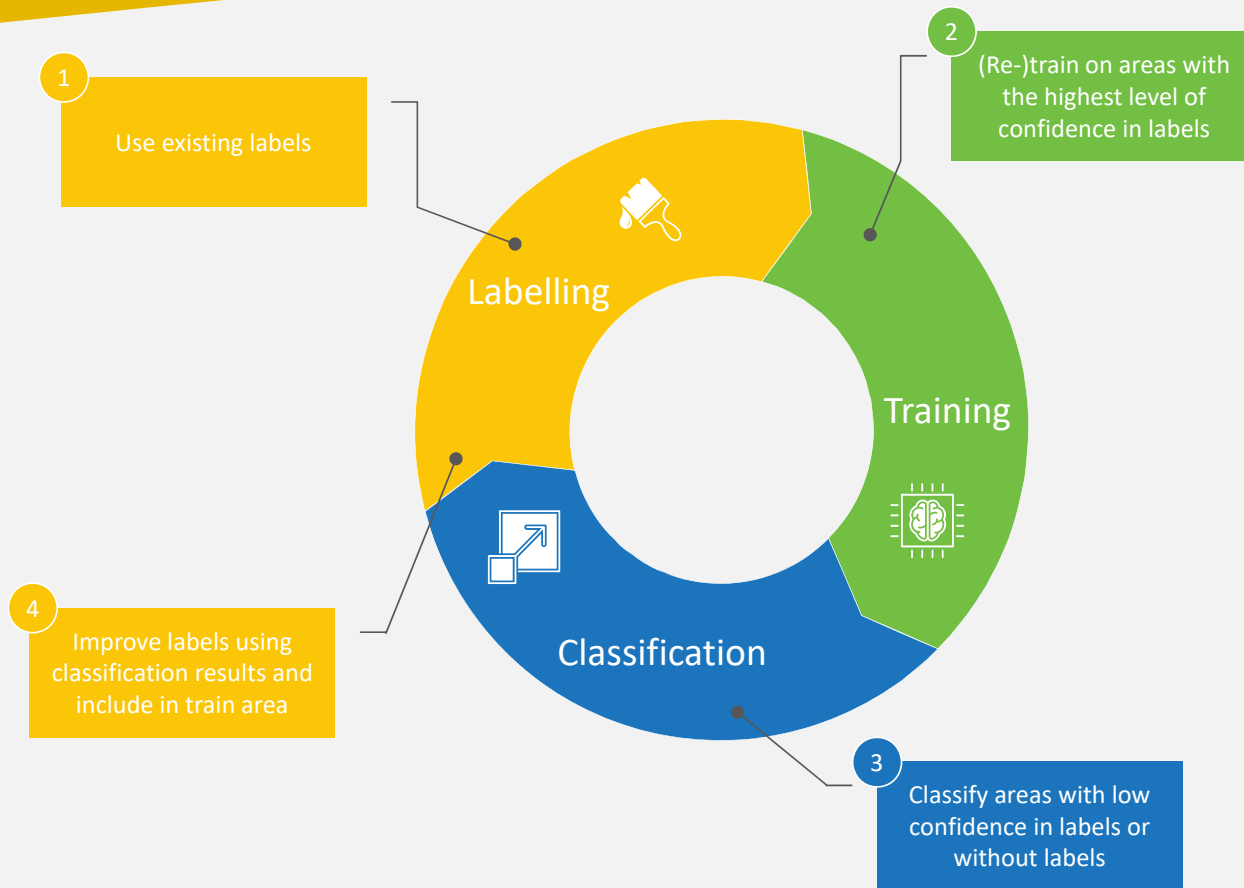 1
Use existing labels
2
(Re-)train on areas with
the highest level of
confidence in labels
Labelling
Training
Classification
4
Improve labels using
classification results and
include in train area
3
Classify areas with low
confidence in labels or
without labels